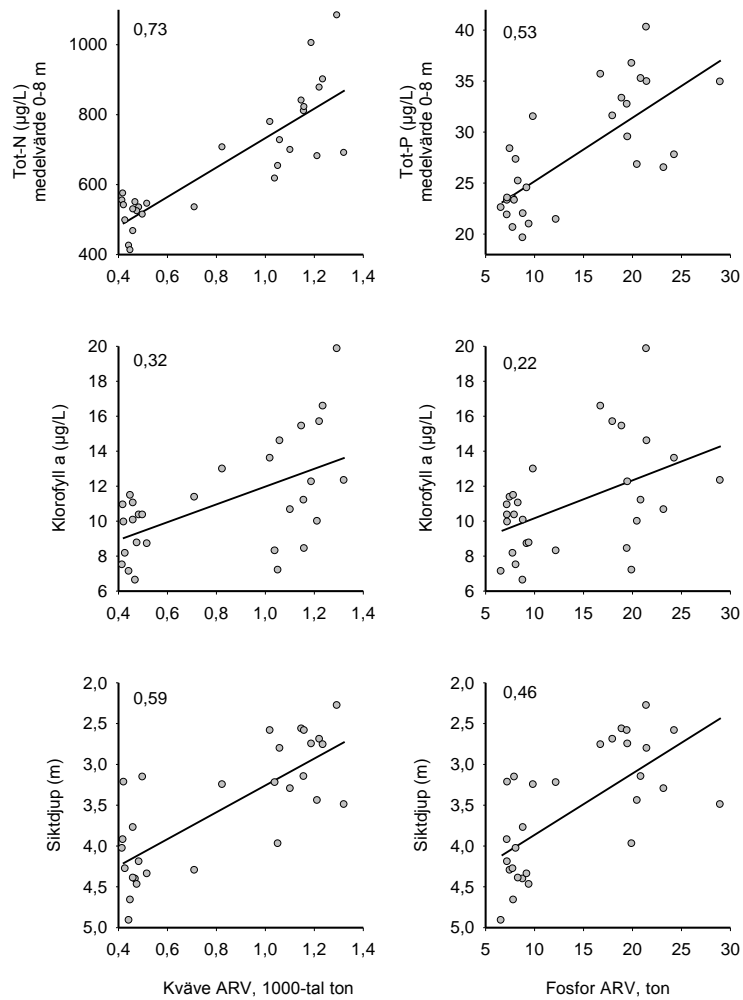 0,73
Tot-N (µg/L)
medelvärde 0-8 m
1000
800
600
400
0,4 0,6 0,8 1,0 1,2 1,4
0,53
Tot-P (µg/L)
medelvärde 0-8 m
40
35
30
25
20
5 10 15 20 25 30
0,32
Klorofyll a (µg/L)
20
18
16
14
12
10
8
6
0,4 0,6 0,8 1,0 1,2 1,4
0,22
Klorofyll a (µg/L)
20
18
16
14
12
10
8
6
5 10 15 20 25 30
0,59
Siktdjup (m)
2,0
2,5
3,0
3,5
4,0
4,5
5,0
0,4 0,6 0,8 1,0 1,2 1,4
Kväve ARV, 1000-tal ton
0,46
Siktdjup (m)
2,0
2,5
3,0
3,5
4,0
4,5
5,0
5 10 15 20 25 30
Fosfor ARV, ton